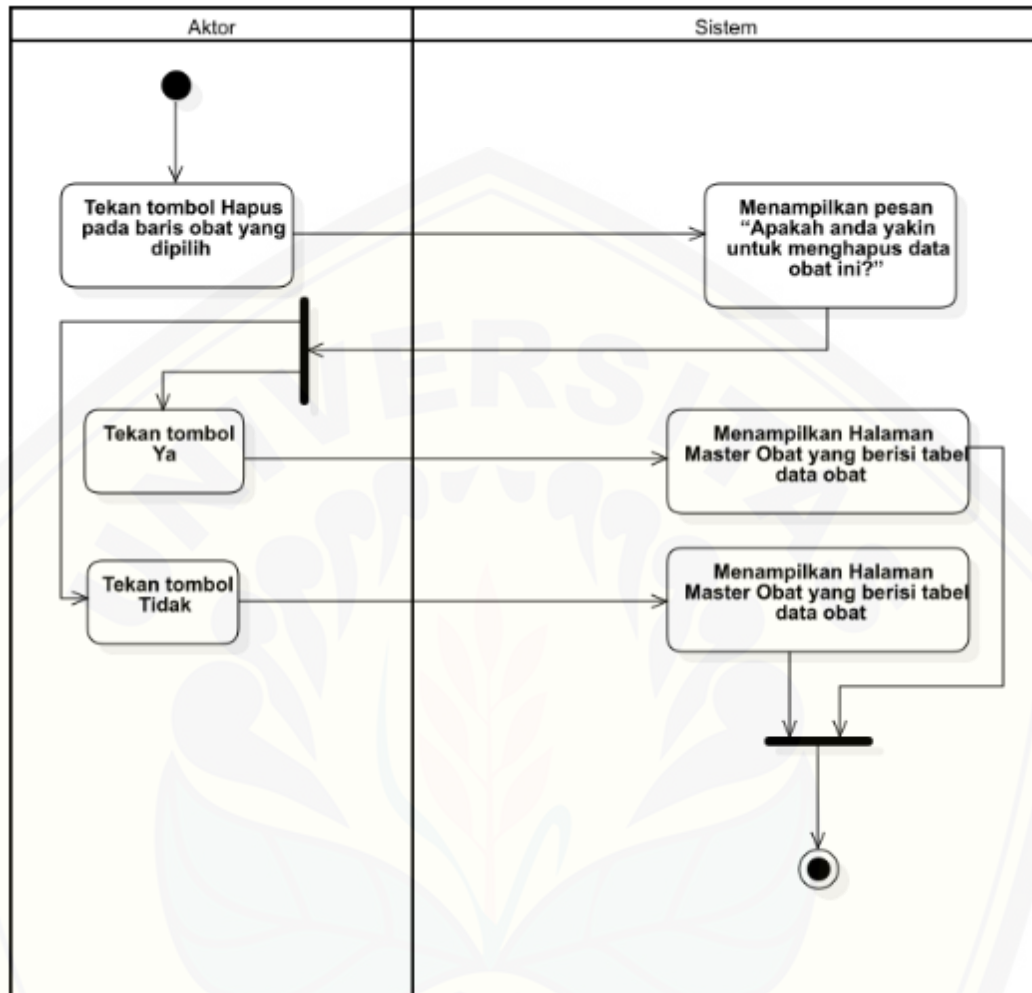 Aktor
Sistem
Tekan tombol Hapus
pada baris obat yang
dipilih
Menampilkan pesan
“Apakah anda yakin
untuk menghapus data
obat ini?”
Tekan tombol
Ya
Menampilkan Halaman
Master Obat yang berisi tabel
data obat
Tekan tombol
Tidak
Menampilkan Halaman
Master Obat yang berisi tabel
data obat